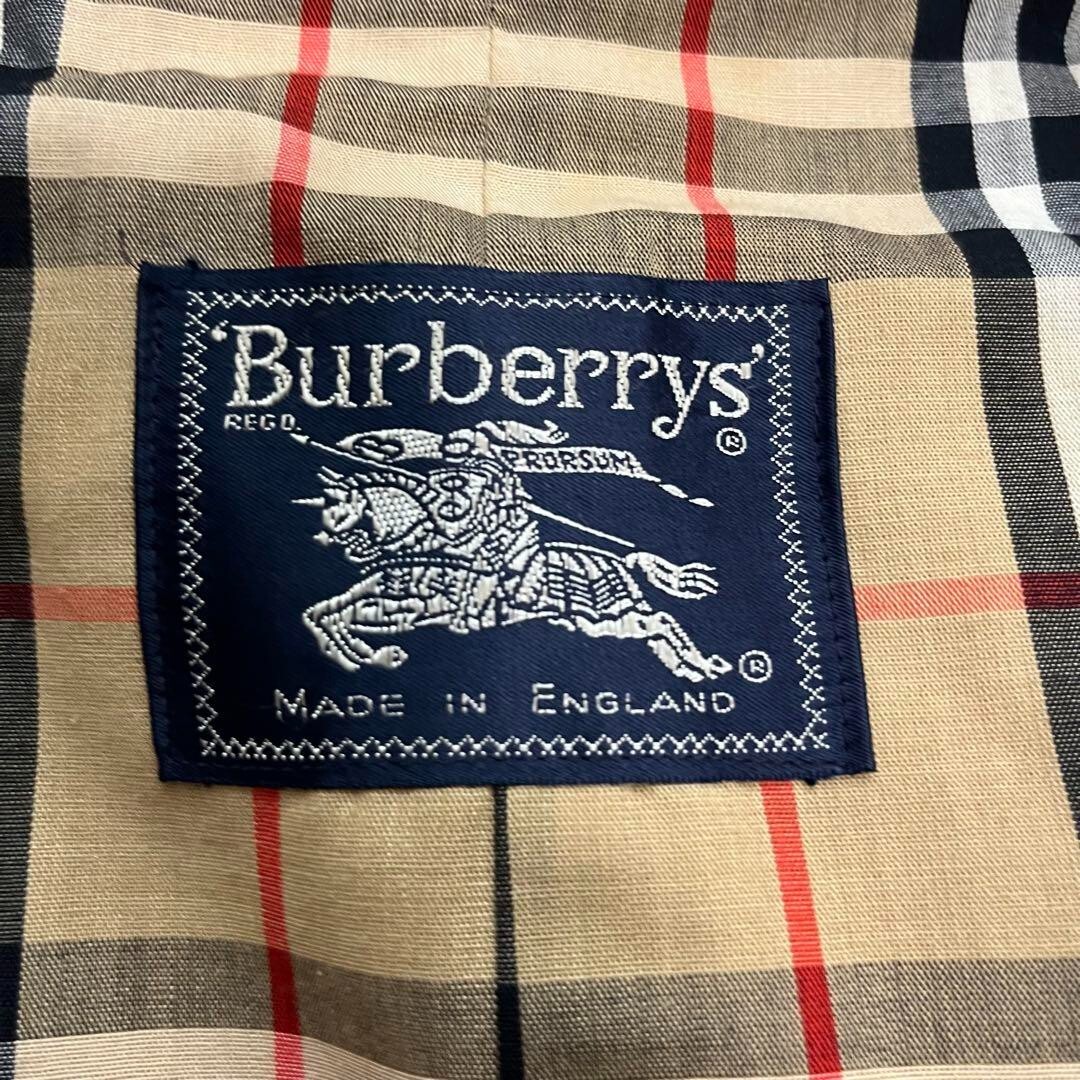 'Burberrys'
REGD. ®
PRORSUM
®
MADE IN ENGLAND